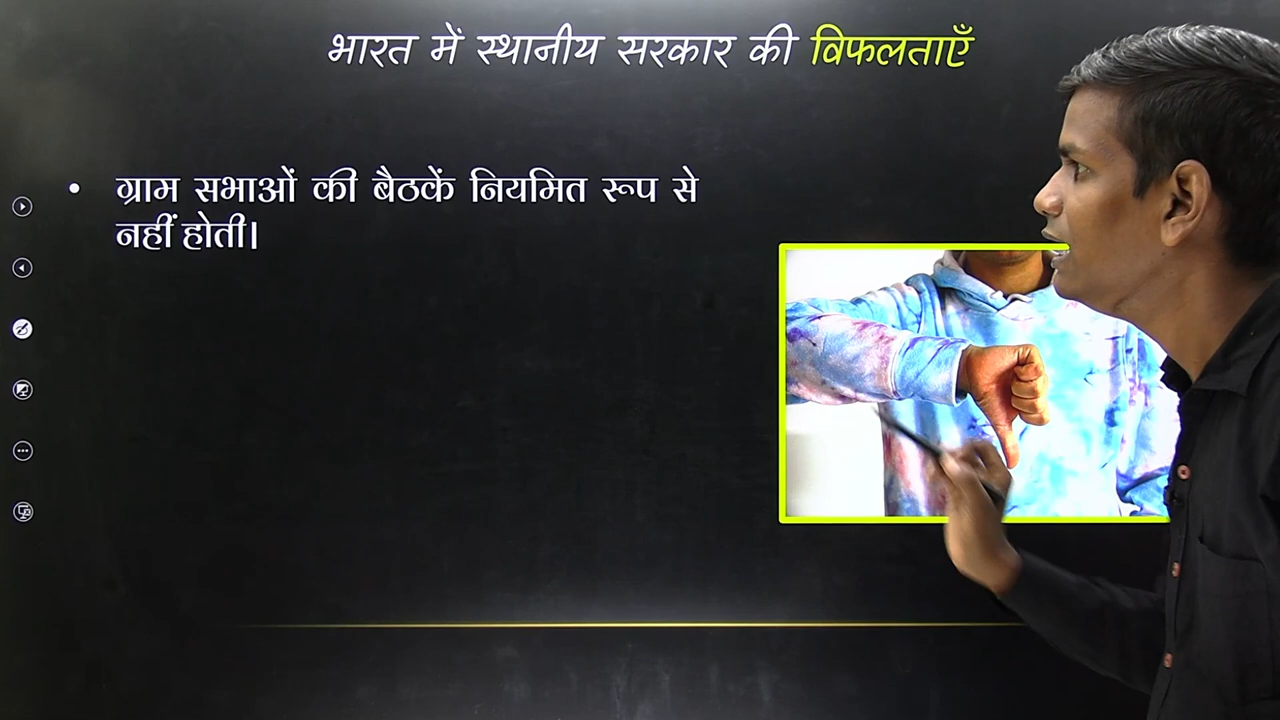 भारत में स्थानीय सरकार की विफलताएँ
• ग्राम सभाओं की बैठकें नियमित रूप से
नहीं होती।